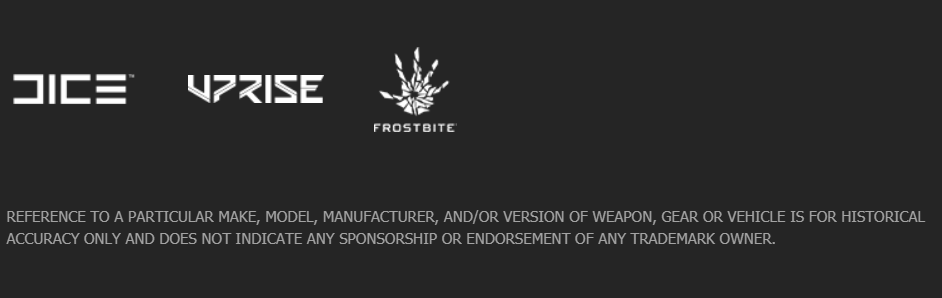 DICE™ UPRISE
FROSTBITE
REFERENCE TO A PARTICULAR MAKE, MODEL, MANUFACTURER, AND/OR VERSION OF WEAPON, GEAR OR VEHICLE IS FOR HISTORICAL
ACCURACY ONLY AND DOES NOT INDICATE ANY SPONSORSHIP OR ENDORSEMENT OF ANY TRADEMARK OWNER.